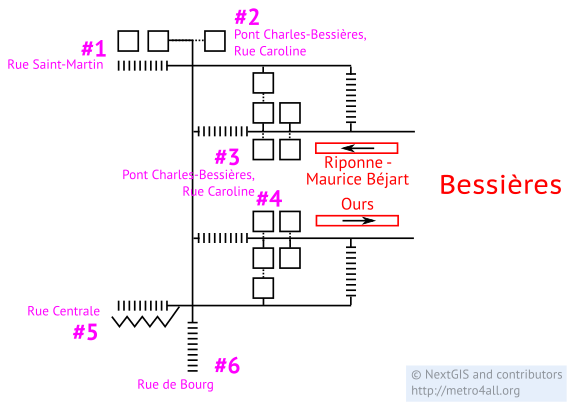 #2
Pont Charles-Bessières,
Rue Caroline
#1
Rue Saint-Martin
#3
Pont Charles-Bessières,
Rue Caroline
Riponne -
Maurice Béjart
Bessières
#4
Ours
Rue Centrale
#5
#6
Rue de Bourg
© NextGIS and contributors
http://metro4all.org